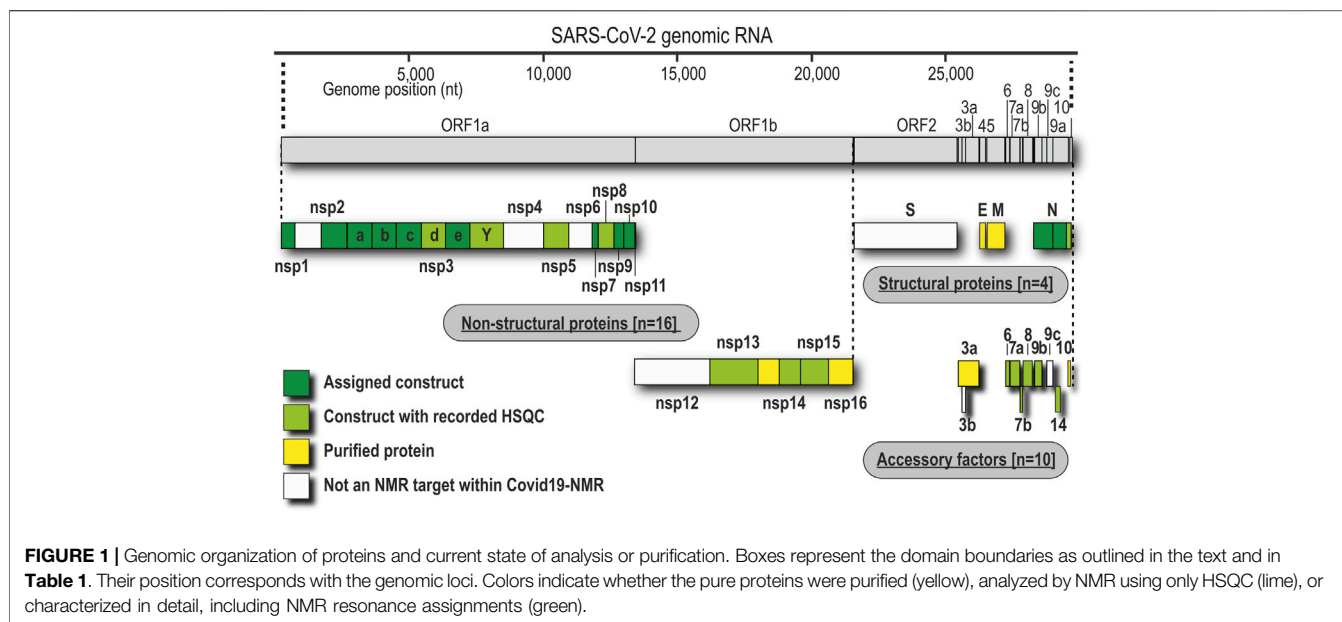 SARS-CoV-2 genomic RNA
5,000 10,000 15,000 20,000 25,000
Genome position (nt)
6 8 9c
3a 7a 9b 10
ORF1a ORF1b ORF2 3b 45 7b 9a
nsp8
nsp2 nsp4 nsp6 nsp10 S E M N
a b c d e Y
nsp1 nsp3 nsp5 nsp9
nsp7 nsp11
Structural proteins [n=4]
Non-structural proteins [n=16]
nsp13 nsp15
6 8 9c
3a 7a 9b 10
nsp12 nsp14 nsp16
3b 7b 14
Accessory factors [n=10]
Assigned construct
Construct with recorded HSQC
Purified protein
Not an NMR target within Covid19-NMR
FIGURE 1 | Genomic organization of proteins and current state of analysis or purification. Boxes represent the domain boundaries as outlined in the text and in
Table 1. Their position corresponds with the genomic loci. Colors indicate whether the pure proteins were purified (yellow), analyzed by NMR using only HSQC (lime), or
characterized in detail, including NMR resonance assignments (green).